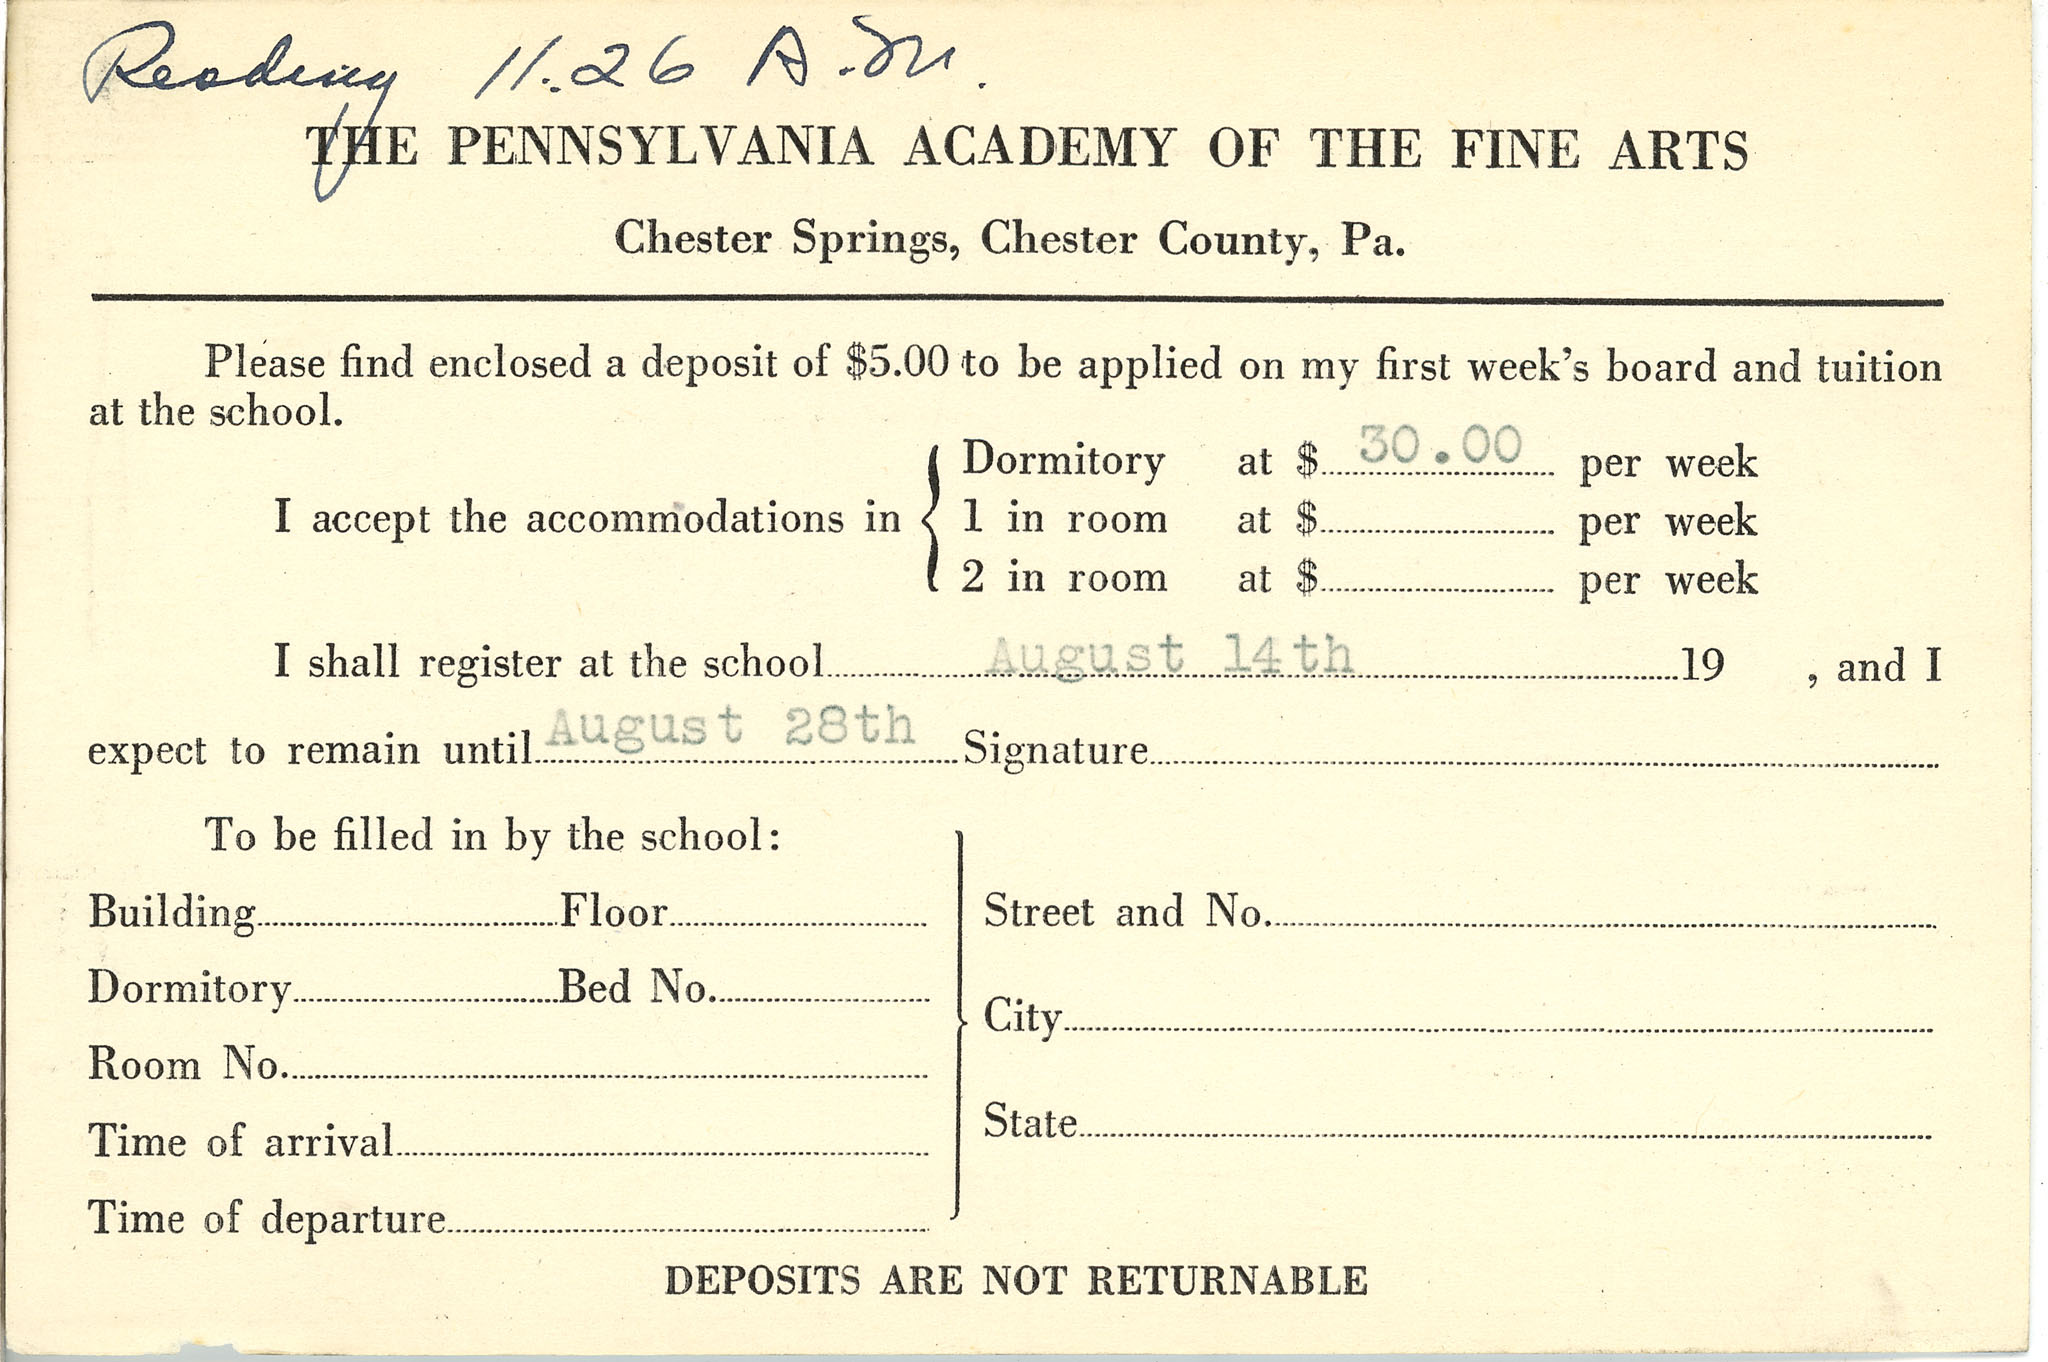 Reading 11.26 A.M.
THE PENNSYLVANIA ACADEMY OF THE FINE ARTS
Chester Springs, Chester County, Pa.
Please find enclosed a deposit of $5.00 to be applied on my first week's board and tuition
at the school.
Dormitory at $ 30.00 per week
I accept the accommodations in { 1 in room at $ per week
2 in room at $ per week
I shall register at the school August 14th 19 , and I
expect to remain until August 28th Signature
To be filled in by the school:
Building Floor
Dormitory Bed No.
Room No.
Time of arrival
Time of departure
Street and No.
City
State
DEPOSITS ARE NOT RETURNABLE